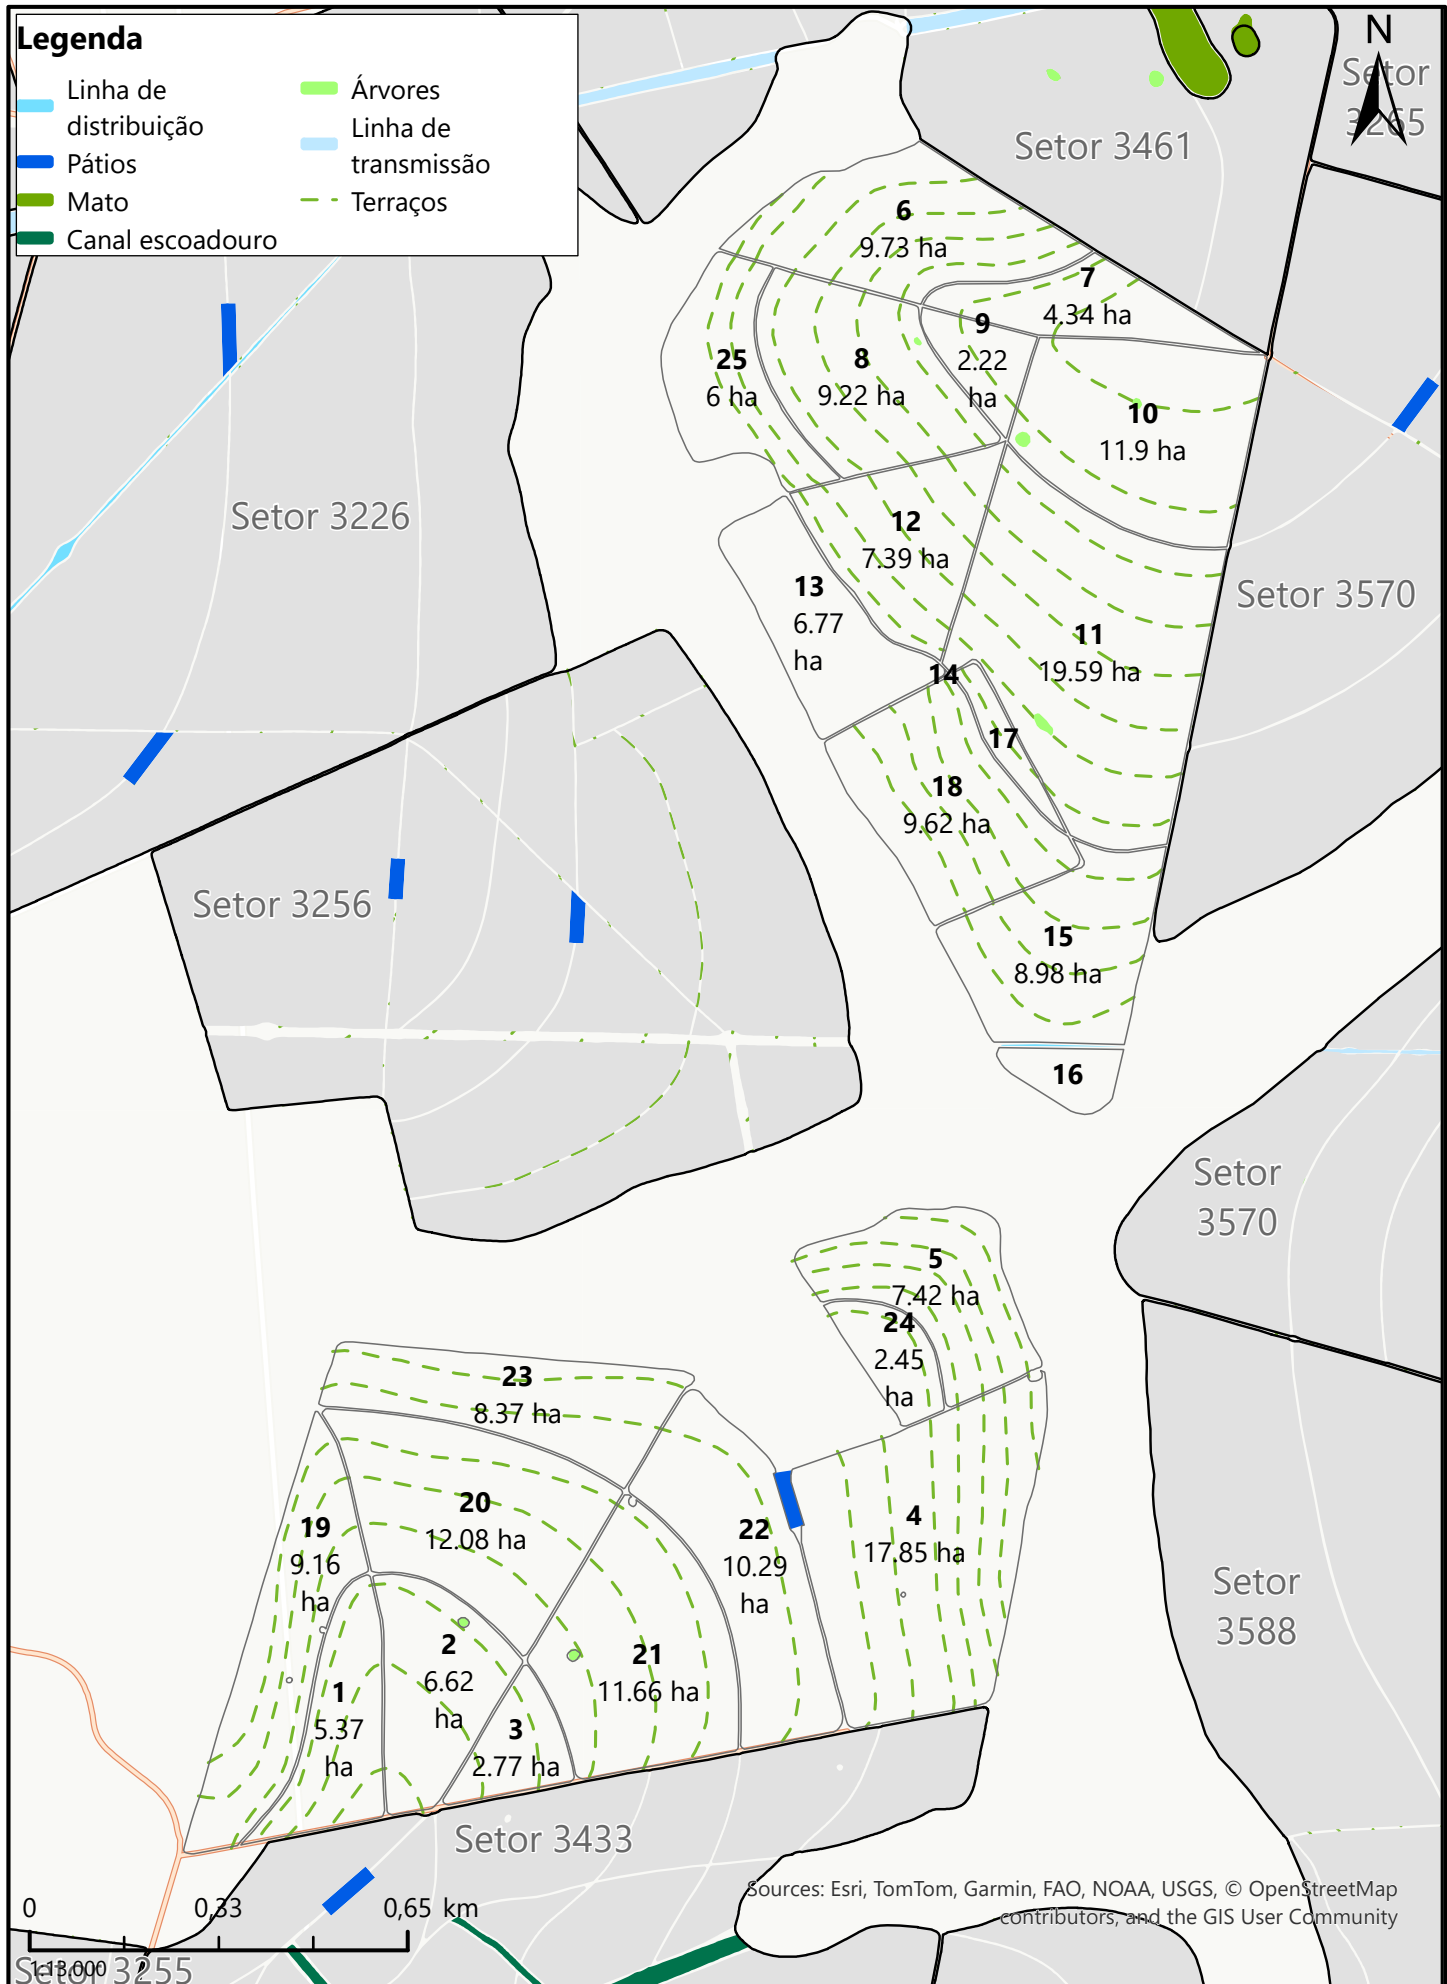 Legenda
Linha de
distribuição
Pátios
Mato
Canal escoadouro
Árvores
Linha de
transmissão
Terraços
N
Setor
3265
Setor 3461
6
9.73 ha
7
4.34 ha
9
2.22
ha
25
6 ha
8
9.22 ha
10
11.9 ha
Setor 3226
12
7.39 ha
13
6.77
ha
Setor 3570
11
19.59 ha
14
17
18
9.62 ha
Setor 3256
15
8.98 ha
16
Setor
3570
5
7.42 ha
24
2.45
ha
23
8.37 ha
20
12.08 ha
19
9.16
ha
22
10.29
ha
4
17.85 ha
Setor
3588
2
6.62
ha
21
11.66 ha
1
5.37
ha
3
2.77 ha
Setor 3433
0 0,33 0,65 km
1:13.000
Setor 3255
Sources: Esri, TomTom, Garmin, FAO, NOAA, USGS, © OpenStreetMap
contributors, and the GIS User Community